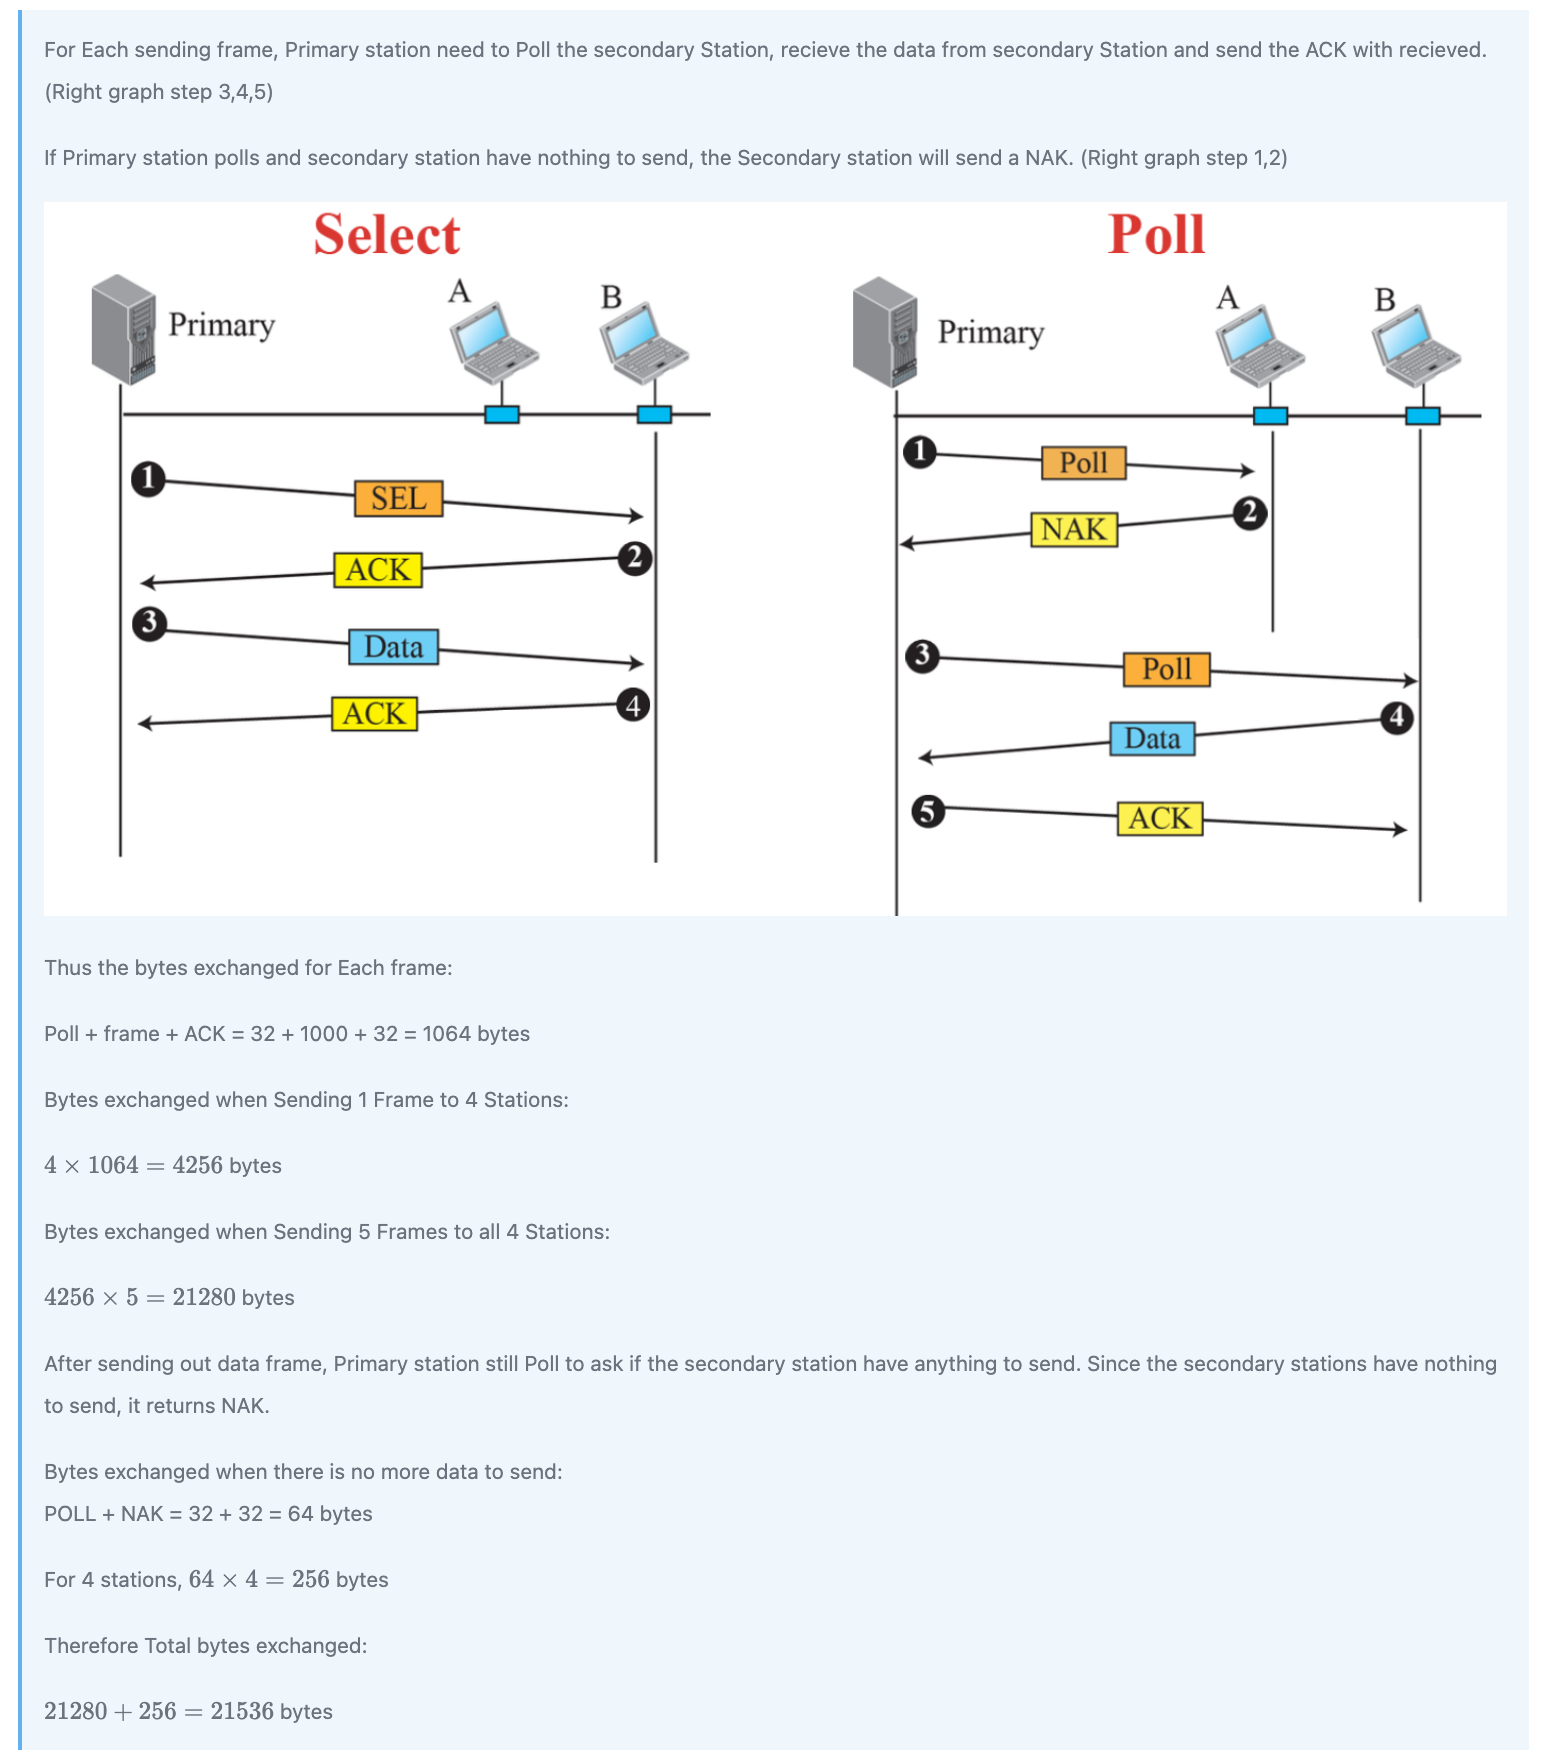 For Each sending frame, Primary station need to Poll the secondary Station, recieve the data from secondary Station and send the ACK with recieved.
(Right graph step 3,4,5)
If Primary station polls and secondary station have nothing to send, the Secondary station will send a NAK. (Right graph step 1,2)
Select
Primary
A
B
1
SEL
2
ACK
3
Data
4
ACK
Poll
Primary
A
B
1
Poll
2
NAK
3
Poll
4
Data
5
ACK
Thus the bytes exchanged for Each frame:
Poll + frame + ACK = 32 + 1000 + 32 = 1064 bytes
Bytes exchanged when Sending 1 Frame to 4 Stations:
4 × 1064 = 4256 bytes
Bytes exchanged when Sending 5 Frames to all 4 Stations:
4256 × 5 = 21280 bytes
After sending out data frame, Primary station still Poll to ask if the secondary station have anything to send. Since the secondary stations have nothing
to send, it returns NAK.
Bytes exchanged when there is no more data to send:
POLL + NAK = 32 + 32 = 64 bytes
For 4 stations, 64 × 4 = 256 bytes
Therefore Total bytes exchanged:
21280 + 256 = 21536 bytes